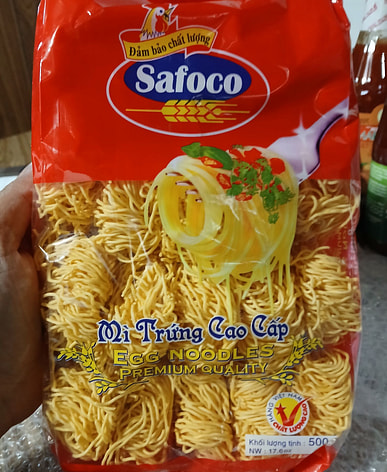 Đảm bảo chất lượng
Safoco
Mì Trứng Cao Cấp
EGG NOODLES
PREMIUM QUALITY
HÀNG VIỆT NAM
CHẤT LƯỢNG CAO
Khối lượng tịnh : 500
NW : 17.6oz